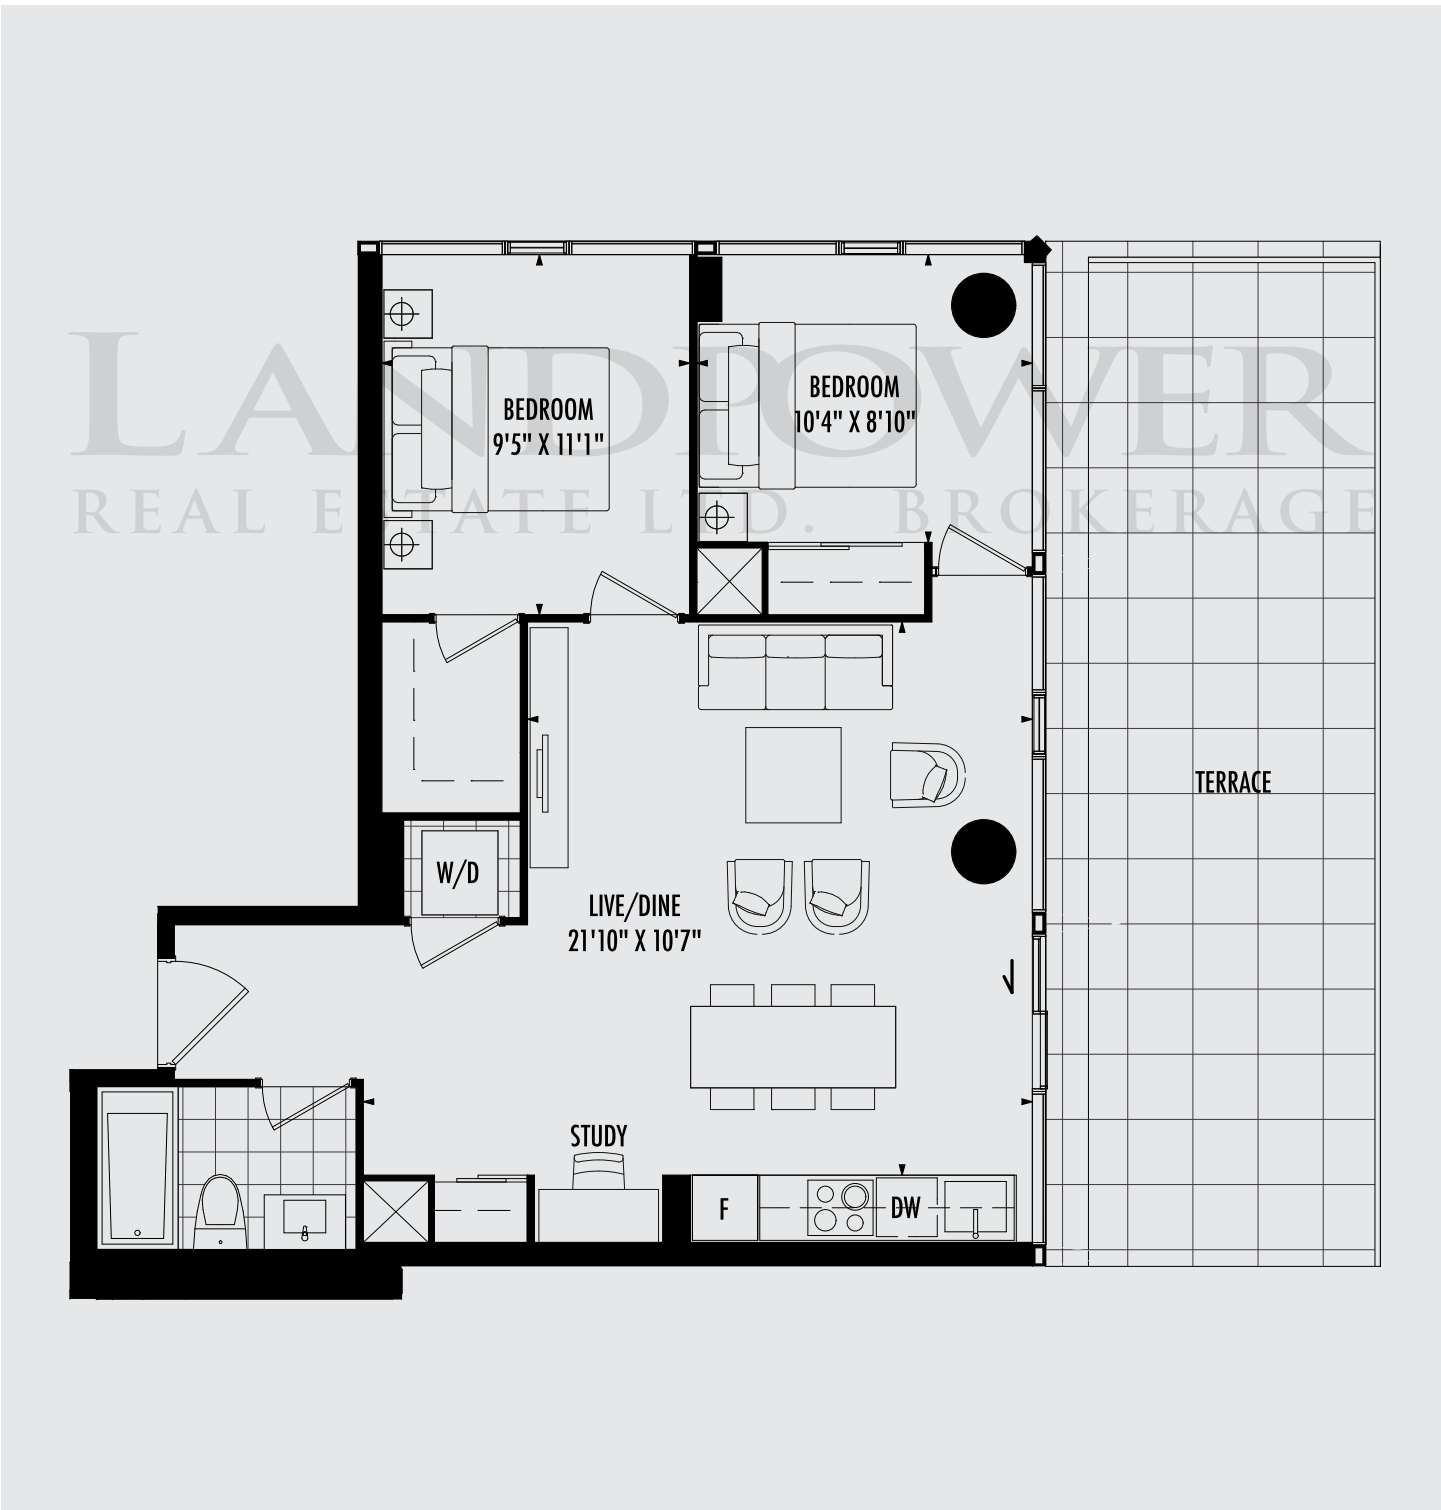 LANDPOWER
REAL ESTATE LTD. BROKERAGE
BEDROOM
9'5" X 11'1"
BEDROOM
10'4" X 8'10"
TERRACE
W/D
LIVE/DINE
21'10" X 10'7"
STUDY
F
DW